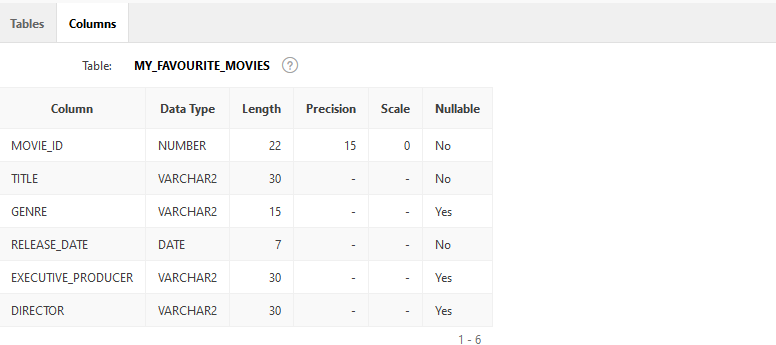 Tables Columns
Table: MY_FAVOURITE_MOVIES ?
Column Data Type Length Precision Scale Nullable
MOVIE_ID NUMBER 22 15 0 No
TITLE VARCHAR2 30 - - No
GENRE VARCHAR2 15 - - Yes
RELEASE_DATE DATE 7 - - No
EXECUTIVE_PRODUCER VARCHAR2 30 - - Yes
DIRECTOR VARCHAR2 30 - - Yes
1 - 6